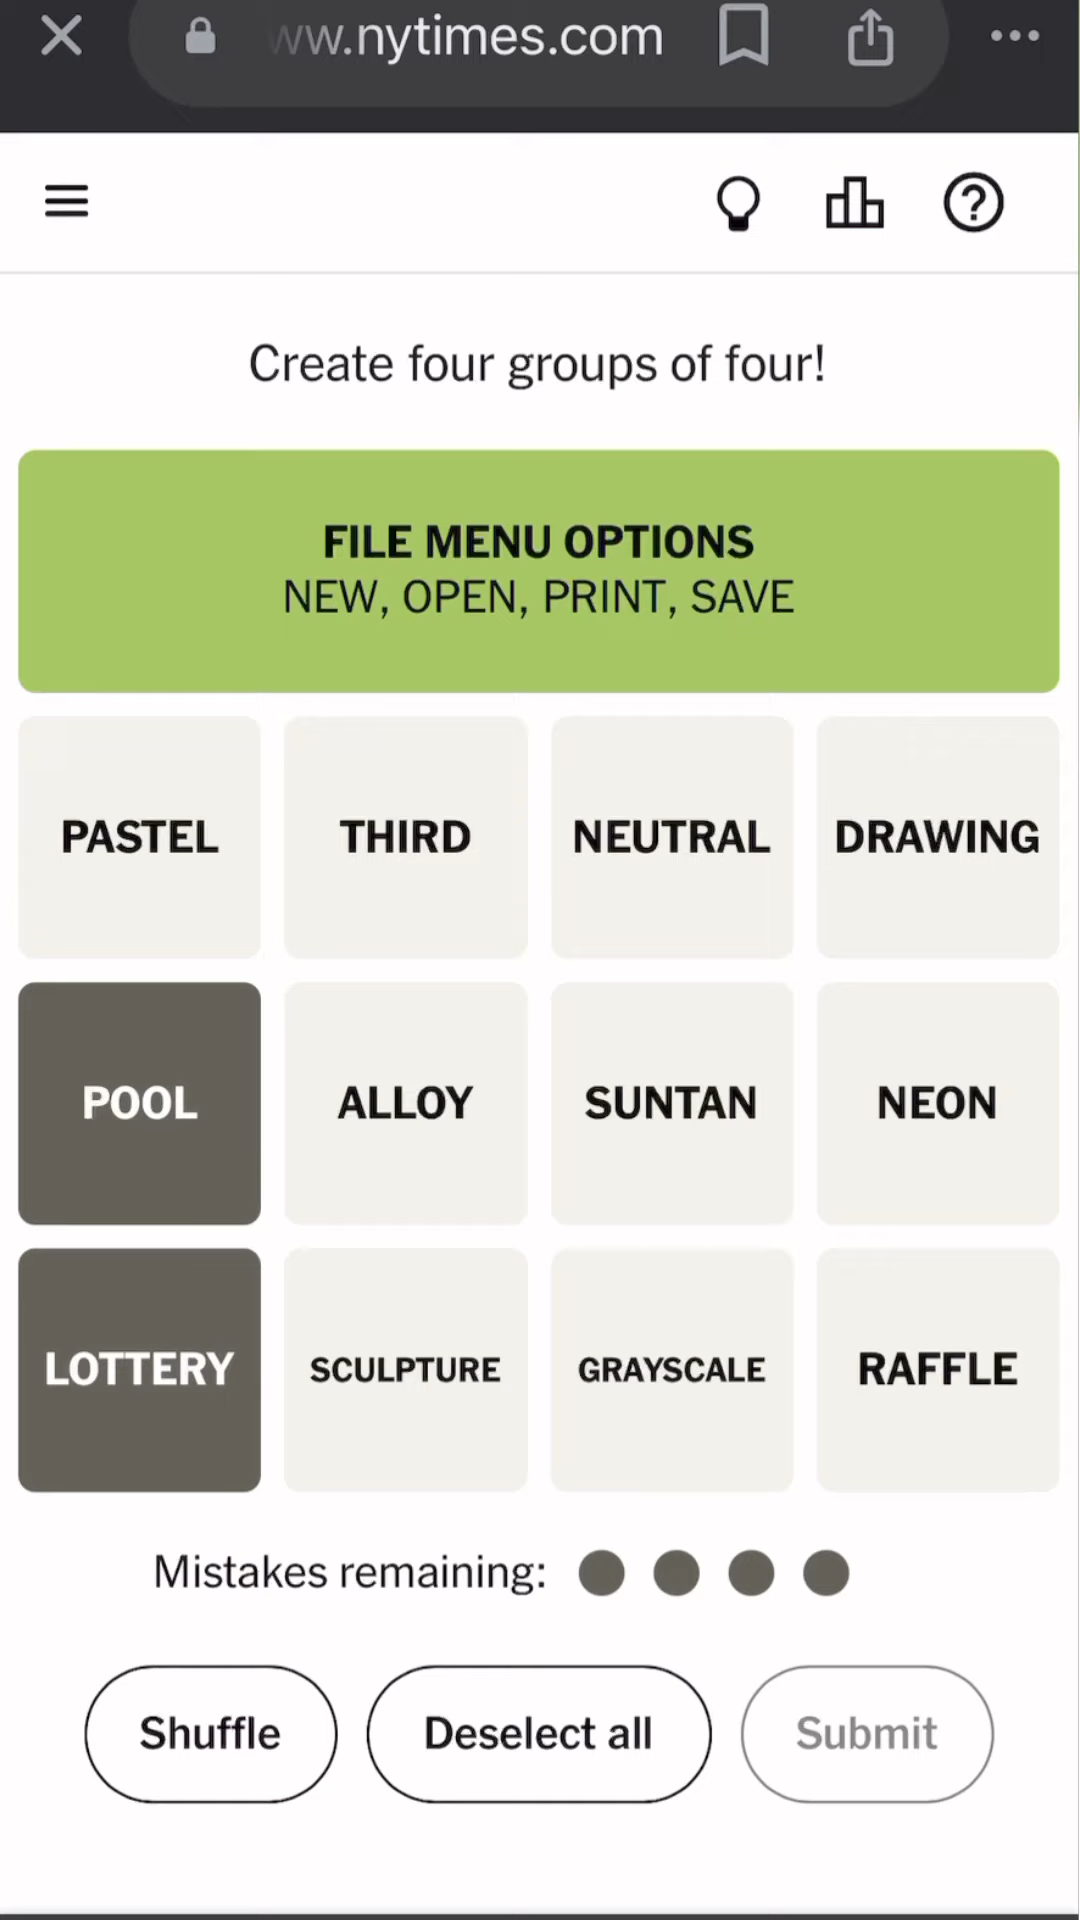 ww.nytimes.com
Create four groups of four!
FILE MENU OPTIONS
NEW, OPEN, PRINT, SAVE
PASTEL THIRD NEUTRAL DRAWING
POOL ALLOY SUNTAN NEON
LOTTERY SCULPTURE GRAYSCALE RAFFLE
Mistakes remaining:
Shuffle Deselect all Submit